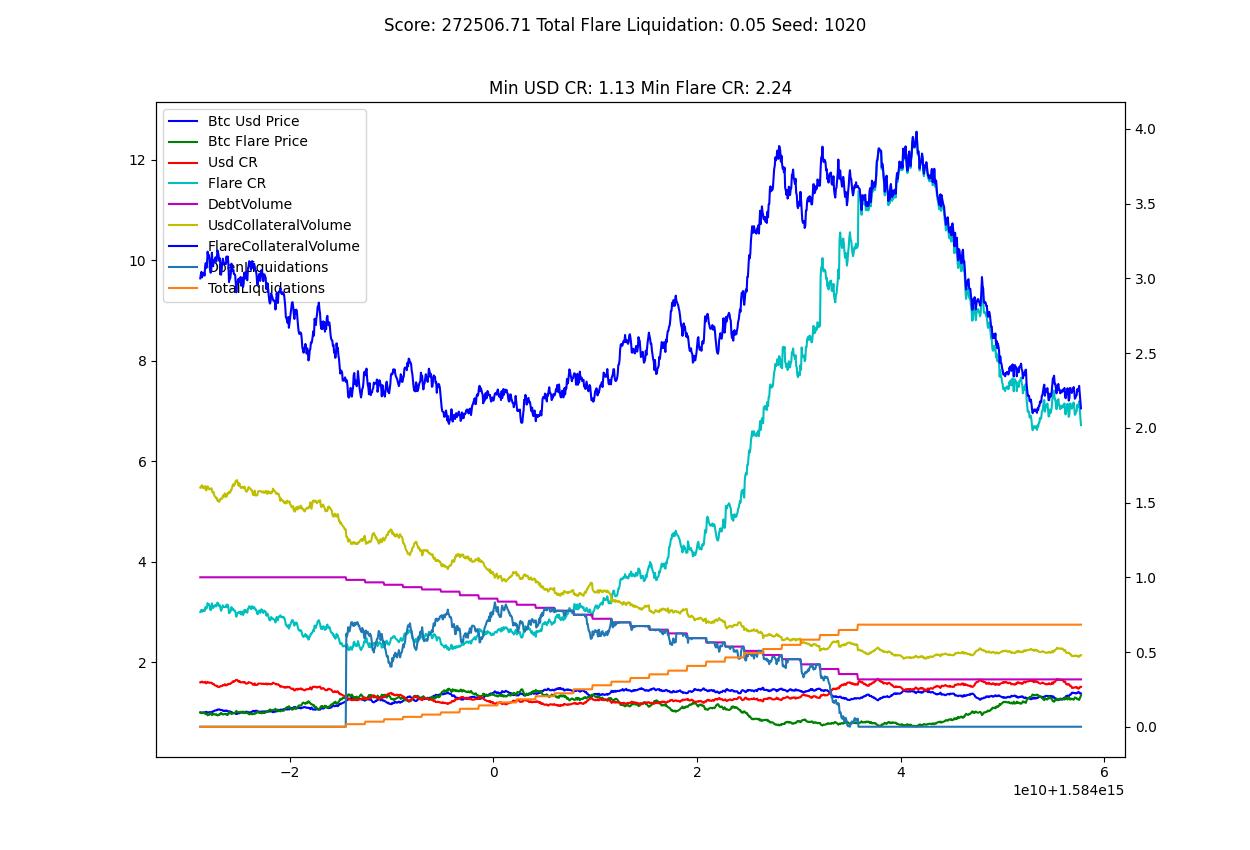 Score: 272506.71 Total Flare Liquidation: 0.05 Seed: 1020
Min USD CR: 1.13 Min Flare CR: 2.24
Btc Usd Price
Btc Flare Price
Usd CR
Flare CR
DebtVolume
UsdCollateralVolume
FlareCollateralVolume
OpenLiquidations
TotalLiquidations
12
10
8
6
4
2
4.0
3.5
3.0
2.5
2.0
1.5
1.0
0.5
0.0
−2 0 2 4 6
1e10+1.584e15